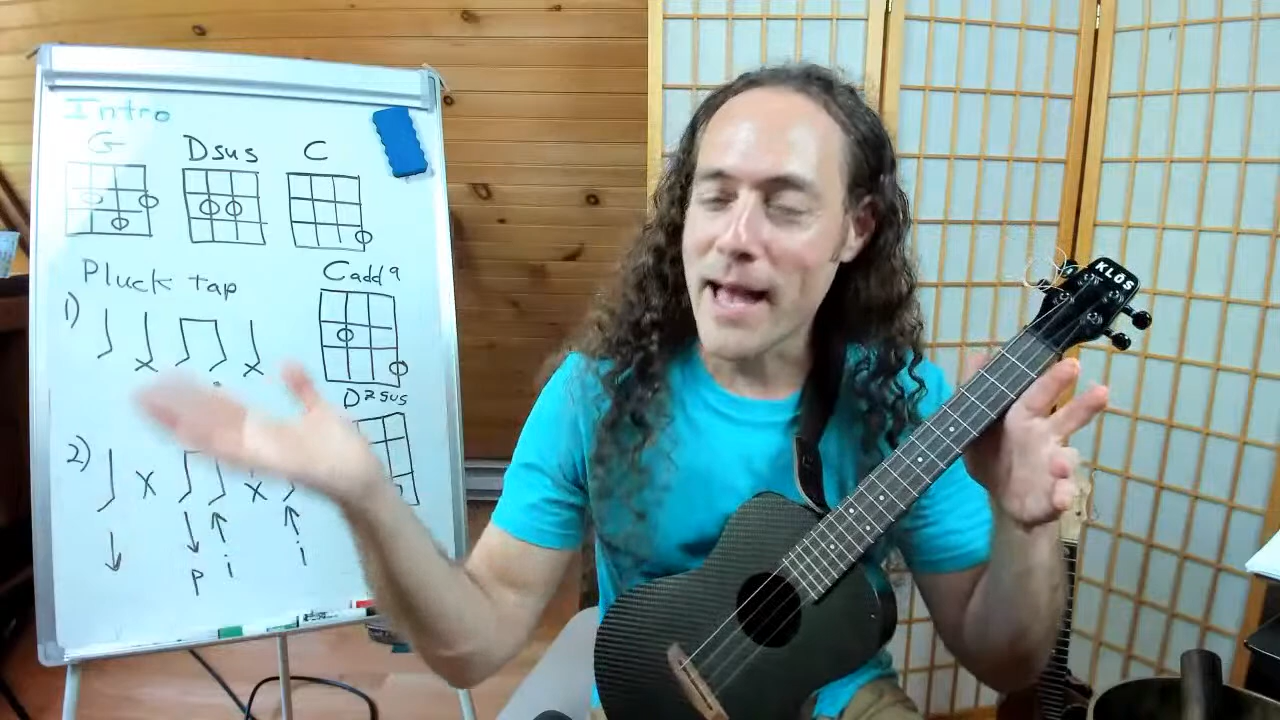 Intro
G Dsus C
Pluck tap
Cadd9
1)
D7sus
2) X X
p i i
KLOS